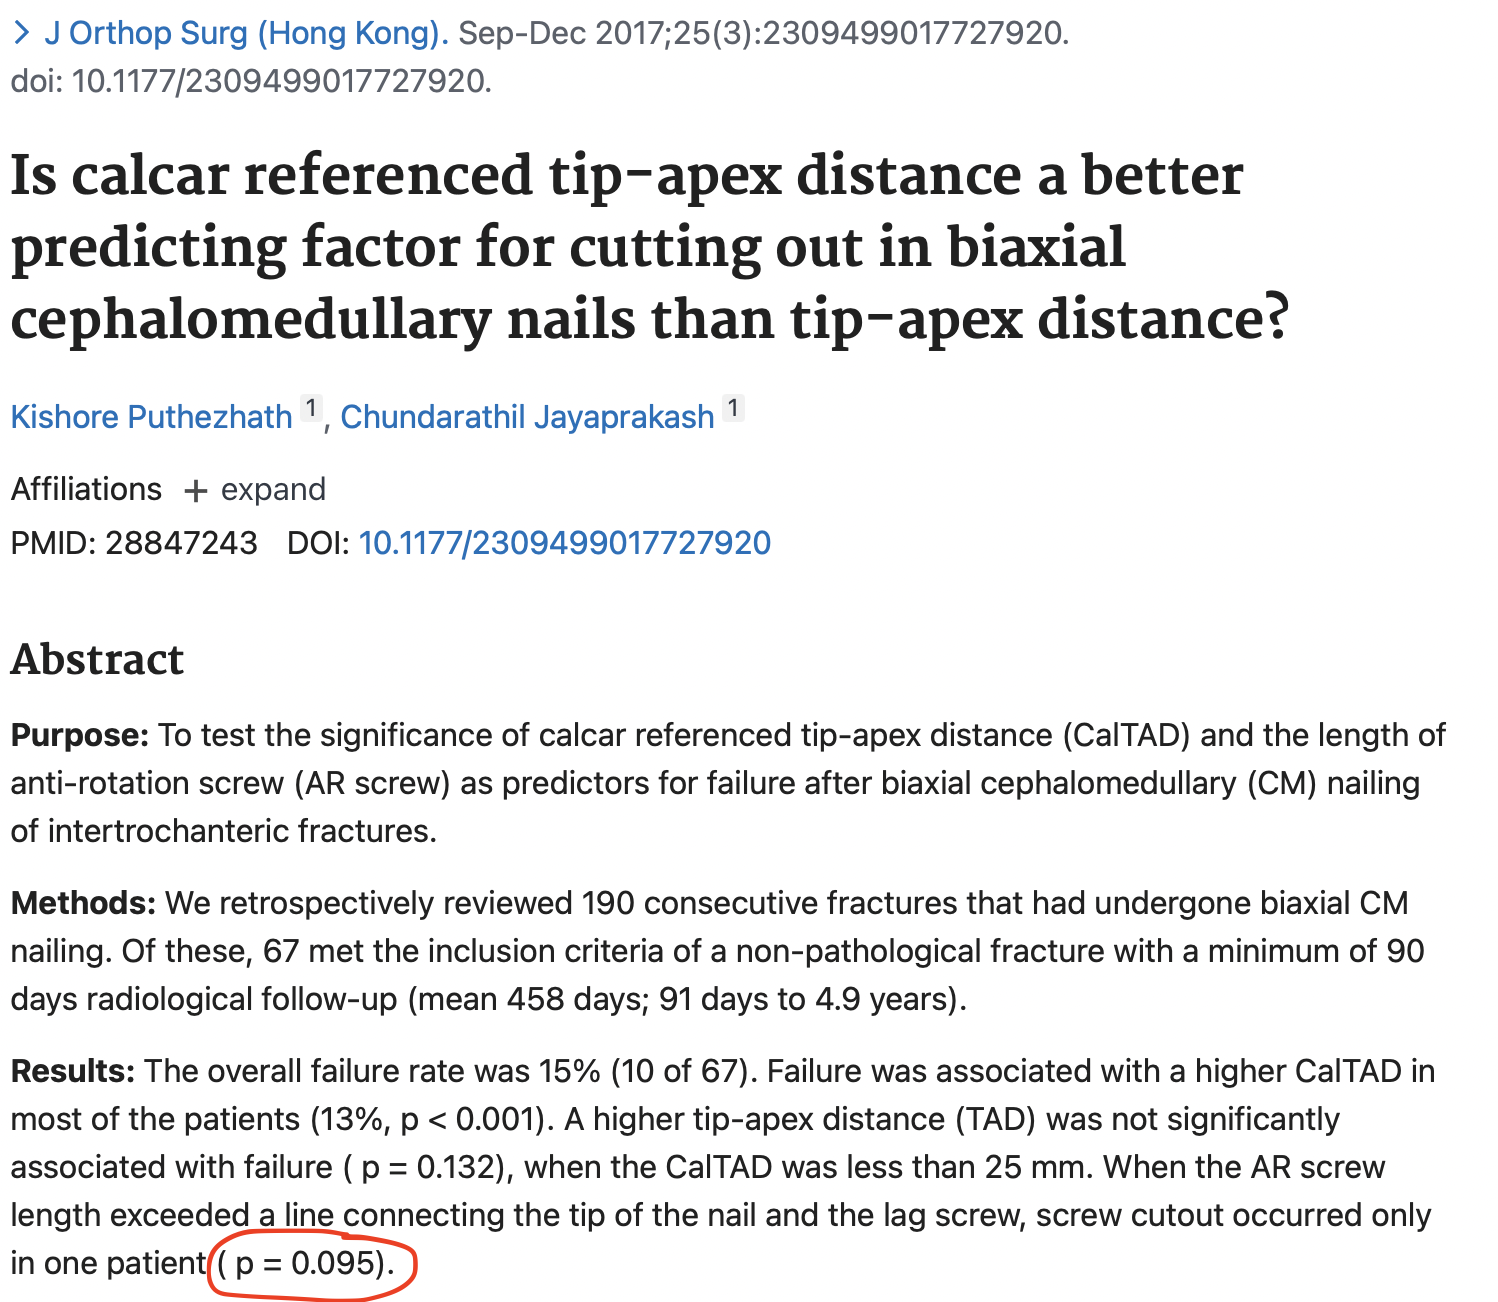 > J Orthop Surg (Hong Kong). Sep-Dec 2017;25(3):2309499017727920.
doi: 10.1177/2309499017727920.
Is calcar referenced tip-apex distance a better
predicting factor for cutting out in biaxial
cephalomedullary nails than tip-apex distance?
Kishore Puthezhath 1, Chundarathil Jayaprakash 1
Affiliations + expand
PMID: 28847243 DOI: 10.1177/2309499017727920
Abstract
Purpose: To test the significance of calcar referenced tip-apex distance (CalTAD) and the length of
anti-rotation screw (AR screw) as predictors for failure after biaxial cephalomedullary (CM) nailing
of intertrochanteric fractures.
Methods: We retrospectively reviewed 190 consecutive fractures that had undergone biaxial CM
nailing. Of these, 67 met the inclusion criteria of a non-pathological fracture with a minimum of 90
days radiological follow-up (mean 458 days; 91 days to 4.9 years).
Results: The overall failure rate was 15% (10 of 67). Failure was associated with a higher CalTAD in
most of the patients (13%, p < 0.001). A higher tip-apex distance (TAD) was not significantly
associated with failure ( p = 0.132), when the CalTAD was less than 25 mm. When the AR screw
length exceeded a line connecting the tip of the nail and the lag screw, screw cutout occurred only
in one patient ( p = 0.095).